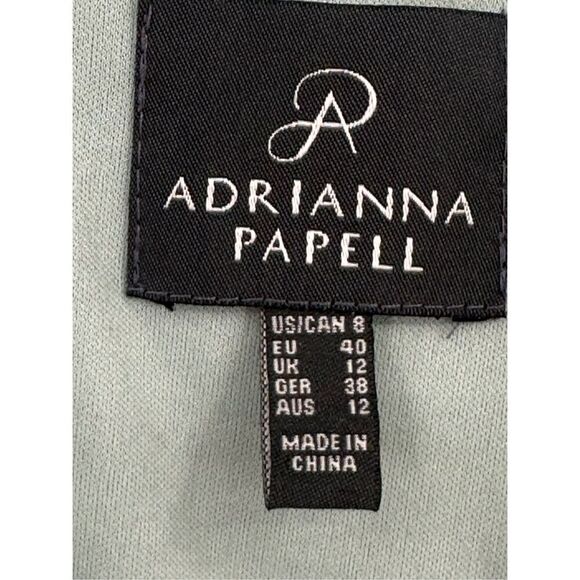 AP
ADRIANNA
PAPELL
US/CAN 8
EU 40
UK 12
GER 38
AUS 12
MADE IN
CHINA